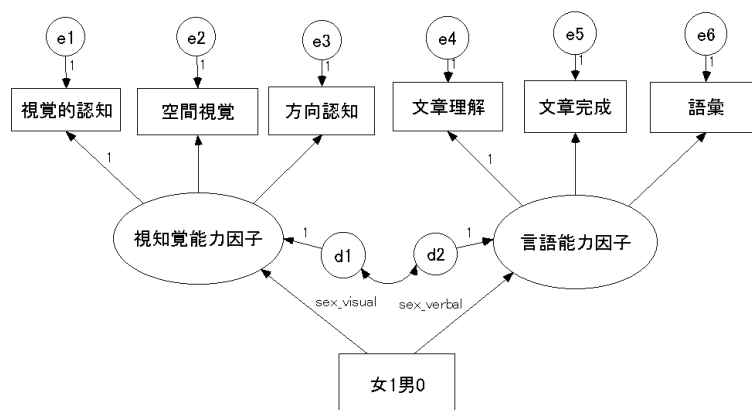 e1
e2
e3
e4
e5
e6
1
1
1
1
1
1
視覚的認知
空間視覚
方向認知
文章理解
文章完成
語彙
1
1
視知覚能力因子
1
d1
d2
1
言語能力因子
sex_visual
sex_verbal
女1男0